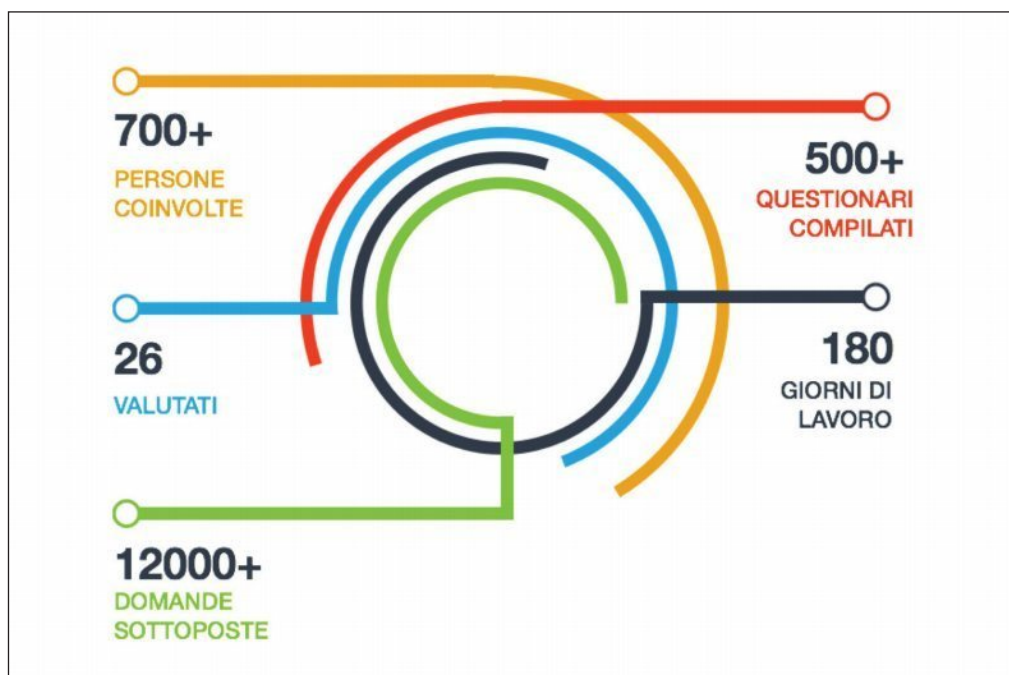 700+
PERSONE
COINVOLTE
500+
QUESTIONARI
COMPILATI
26
VALUTATI
180
GIORNI DI
LAVORO
12000+
DOMANDE
SOTTOPOSTE